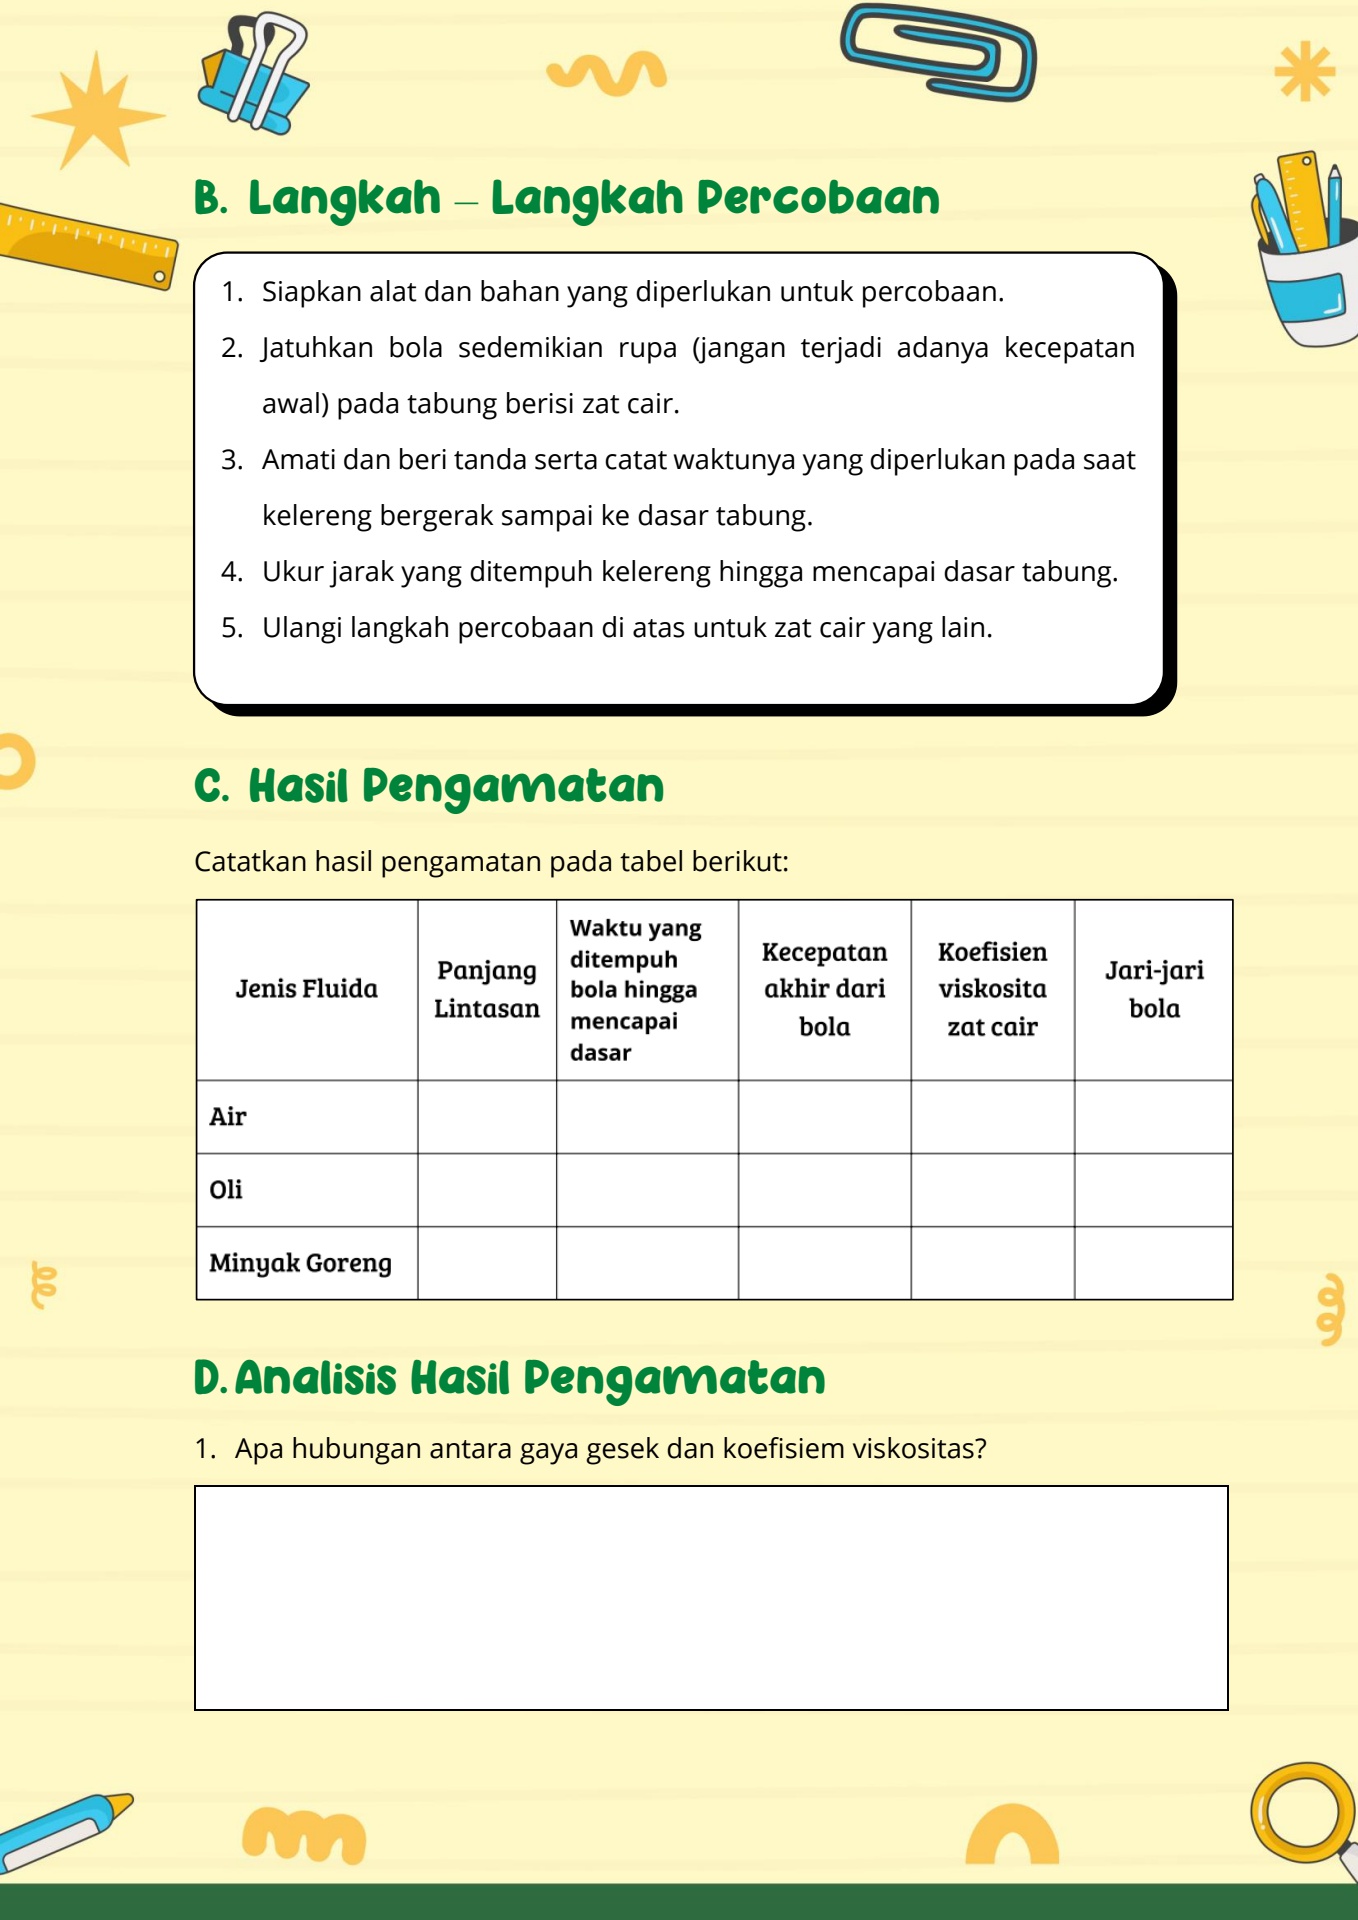 B. Langkah – Langkah Percobaan
1. Siapkan alat dan bahan yang diperlukan untuk percobaan.
2. Jatuhkan bola sedemikian rupa (jangan terjadi adanya kecepatan
awal) pada tabung berisi zat cair.
3. Amati dan beri tanda serta catat waktunya yang diperlukan pada saat
kelereng bergerak sampai ke dasar tabung.
4. Ukur jarak yang ditempuh kelereng hingga mencapai dasar tabung.
5. Ulangi langkah percobaan di atas untuk zat cair yang lain.
C. Hasil Pengamatan
Catatkan hasil pengamatan pada tabel berikut:
Jenis Fluida
Panjang
Lintasan
Waktu yang
ditempuh
bola hingga
mencapai
dasar
Kecepatan
akhir dari
bola
Koefisien
viskosita
zat cair
Jari-jari
bola
Air
Oli
Minyak Goreng
D. Analisis Hasil Pengamatan
1. Apa hubungan antara gaya gesek dan koefisiem viskositas?